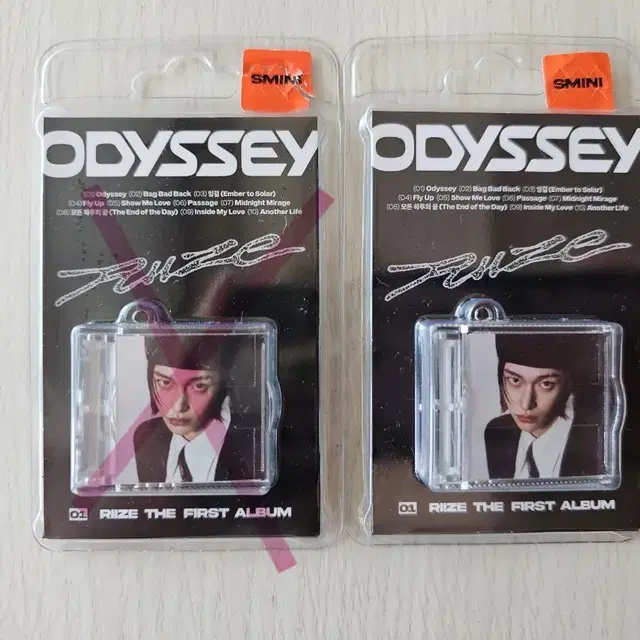 SMINI
ODYSSEY
(01) Odyssey (02) Bag Bad Back (03) 잉걸 (Ember to Solar)
(04) Fly Up (05) Show Me Love (06) Passage (07) Midnight Mirage
(08) 모든 하루의 끝 (The End of the Day) (09) Inside My Love (10) Another Life
RIIZE
01 RIIZE THE FIRST ALBUM
SMINI
ODYSSEY
(01) Odyssey (02) Bag Bad Back (03) 잉걸 (Ember to Solar)
(04) Fly Up (05) Show Me Love (06) Passage (07) Midnight Mirage
(08) 모든 하루의 끝 (The End of the Day) (09) Inside My Love (10) Another Life
RIIZE
01 RIIZE THE FIRST ALBUM